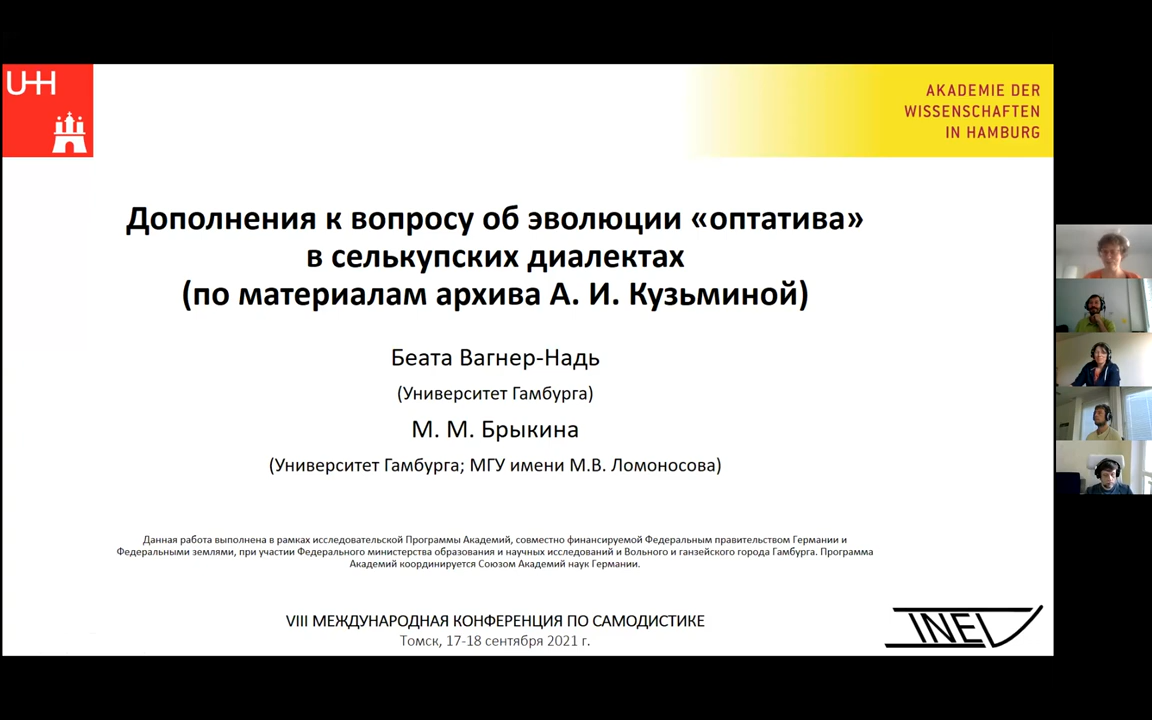 UHH
AKADEMIE DER
WISSENSCHAFTEN
IN HAMBURG
Дополнения к вопросу об эволюции «оптатива»
в селькупских диалектах
(по материалам архива А. И. Кузьминой)
Беата Вагнер-Надь
(Университет Гамбурга)
М. М. Брыкина
(Университет Гамбурга; МГУ имени М.В. Ломоносова)
Данная работа выполнена в рамках исследовательской Программы Академий, совместно финансируемой Федеральным правительством Германии и
Федеральными землями, при участии Федерального министерства образования и научных исследований и Вольного и ганзейского города Гамбурга. Программа
Академий координируется Союзом Академий наук Германии.
VIII МЕЖДУНАРОДНАЯ КОНФЕРЕНЦИЯ ПО САМОДИСТИКЕ
Томск, 17-18 сентября 2021 г.
INEL